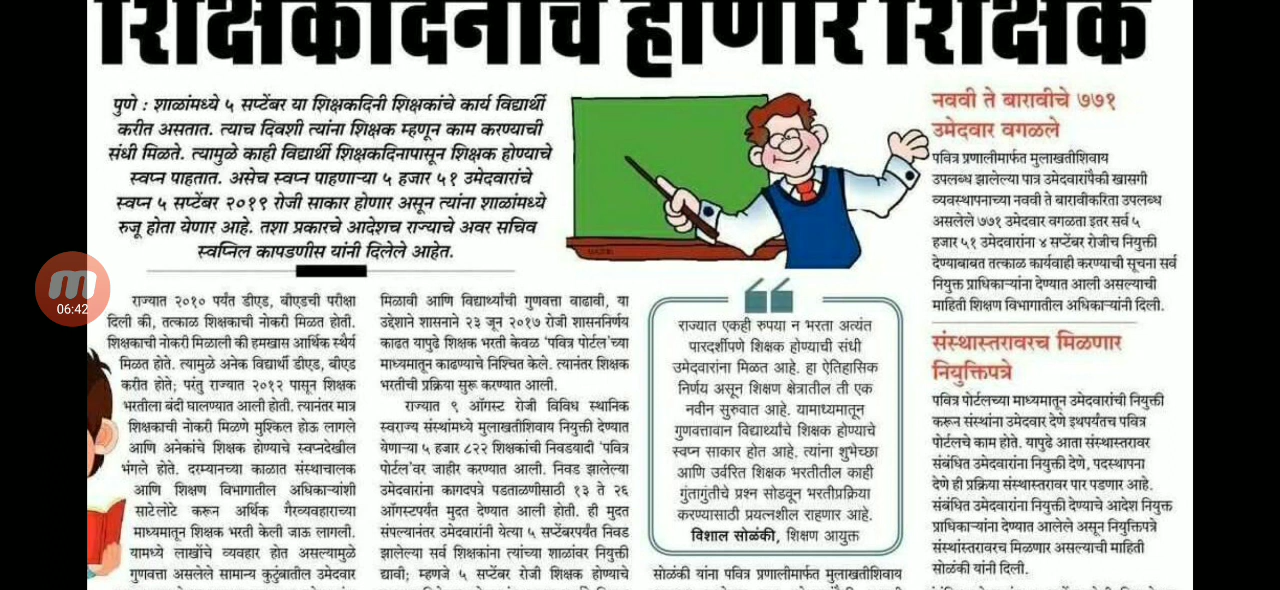 शिक्षकदिनीच होणार शिक्षक
पुणे : शाळांमध्ये ५ सप्टेंबर या शिक्षकदिनी शिक्षकांचे कार्य विद्यार्थी
करीत असतात. त्याच दिवशी त्यांना शिक्षक म्हणून काम करण्याची
संधी मिळते. त्यामुळे काही विद्यार्थी शिक्षकदिनापासून शिक्षक होण्याचे
स्वप्न पाहतात. असेच स्वप्न पाहणाऱ्या ५ हजार ५१ उमेदवारांचे
स्वप्न ५ सप्टेंबर २०१९ रोजी साकार होणार असून त्यांना शाळांमध्ये
रुजू होता येणार आहे. तशा प्रकारचे आदेशच राज्याचे अवर सचिव
स्वप्निल कापडणीस यांनी दिलेले आहेत.
राज्यात २०१० पर्यंत डीएड, बीएडची परीक्षा
दिली की, तत्काळ शिक्षकाची नोकरी मिळत होती.
शिक्षकाची नोकरी मिळाली की हमखास आर्थिक स्थैर्य
मिळत होते. त्यामुळे अनेक विद्यार्थी डीएड, बीएड
करीत होते; परंतु राज्यात २०१२ पासून शिक्षक
भरतीला बंदी घालण्यात आली होती. त्यानंतर मात्र
शिक्षकाची नोकरी मिळणे मुश्किल होऊ लागले
आणि अनेकांचे शिक्षक होण्याचे स्वप्नदेखील
भंगले होते. दरम्यानच्या काळात संस्थाचालक
आणि शिक्षण विभागातील अधिकाऱ्यांशी
साटेलोटे करून आर्थिक गैरव्यवहाराच्या
माध्यमातून शिक्षक भरती केली जाऊ लागली.
यामध्ये लाखोंचे व्यवहार होत असल्यामुळे
गुणवत्ता असलेले सामान्य कुटुंबातील उमेदवार
मिळावी आणि विद्यार्थ्यांची गुणवत्ता वाढावी, या
उद्देशाने शासनाने २३ जून २०१७ रोजी शासननिर्णय
काढत यापुढे शिक्षक भरती केवळ 'पवित्र पोर्टल'च्या
माध्यमातून काढण्याचे निश्चित केले. त्यानंतर शिक्षक
भरतीची प्रक्रिया सुरू करण्यात आली.
राज्यात ९ ऑगस्ट रोजी विविध स्थानिक
स्वराज्य संस्थांमध्ये मुलाखतीशिवाय नियुक्ती देण्यात
येणाऱ्या ५ हजार ८२२ शिक्षकांची निवडयादी 'पवित्र
पोर्टल'वर जाहीर करण्यात आली. निवड झालेल्या
उमेदवारांना कागदपत्रे पडताळणीसाठी १३ ते २६
ऑगस्टपर्यंत मुदत देण्यात आली होती. ही मुदत
संपल्यानंतर उमेदवारांनी येत्या ५ सप्टेंबरपर्यंत निवड
झालेल्या सर्व शिक्षकांना त्यांच्या शाळांवर नियुक्ती
द्यावी; म्हणजे ५ सप्टेंबर रोजी शिक्षक होण्याचे
राज्यात एकही रुपया न भरता अत्यंत
पारदर्शीपणे शिक्षक होण्याची संधी
उमेदवारांना मिळत आहे. हा ऐतिहासिक
निर्णय असून शिक्षण क्षेत्रातील ती एक
नवीन सुरुवात आहे. यामाध्यमातून
गुणवत्तावान विद्यार्थ्यांचे शिक्षक होण्याचे
स्वप्न साकार होत आहे. त्यांना शुभेच्छा
आणि उर्वरित शिक्षक भरतीतील काही
गुंतागुंतीचे प्रश्न सोडवून भरतीप्रक्रिया
करण्यासाठी प्रयत्नशील राहणार आहे.
विशाल सोळंकी, शिक्षण आयुक्त
सोळंकी यांना पवित्र प्रणालीमार्फत मुलाखतीशिवाय
नववी ते बारावीचे ७७१
उमेदवार वगळले
पवित्र प्रणालीमार्फत मुलाखतीशिवाय
उपलब्ध झालेल्या पात्र उमेदवारांपैकी खासगी
व्यवस्थापनाच्या नववी ते बारावीकरिता उपलब्ध
असलेले ७७१ उमेदवार वगळता इतर सर्व ५
हजार ५१ उमेदवारांना ४ सप्टेंबर रोजीच नियुक्ती
देण्याबाबत तत्काळ कार्यवाही करण्याची सूचना सर्व
नियुक्त प्राधिकाऱ्यांना देण्यात आली असल्याची
माहिती शिक्षण विभागातील अधिकाऱ्यांनी दिली.
संस्थास्तरावरच मिळणार
नियुक्तिपत्रे
पवित्र पोर्टलच्या माध्यमातून उमेदवारांची नियुक्ती
करून संस्थांना उमेदवार देणे इथपर्यंतच पवित्र
पोर्टलचे काम होते. यापुढे आता संस्थास्तरावर
संबंधित उमेदवारांना नियुक्ती देणे, पदस्थापना
देणे ही प्रक्रिया संस्थास्तरावर पार पडणार आहे.
संबंधित उमेदवारांना नियुक्ती देण्याचे आदेश नियुक्त
प्राधिकाऱ्यांना देण्यात आलेले असून नियुक्तिपत्रे
संस्थांस्तरावरच मिळणार असल्याची माहिती
सोळंकी यांनी दिली.
06:42